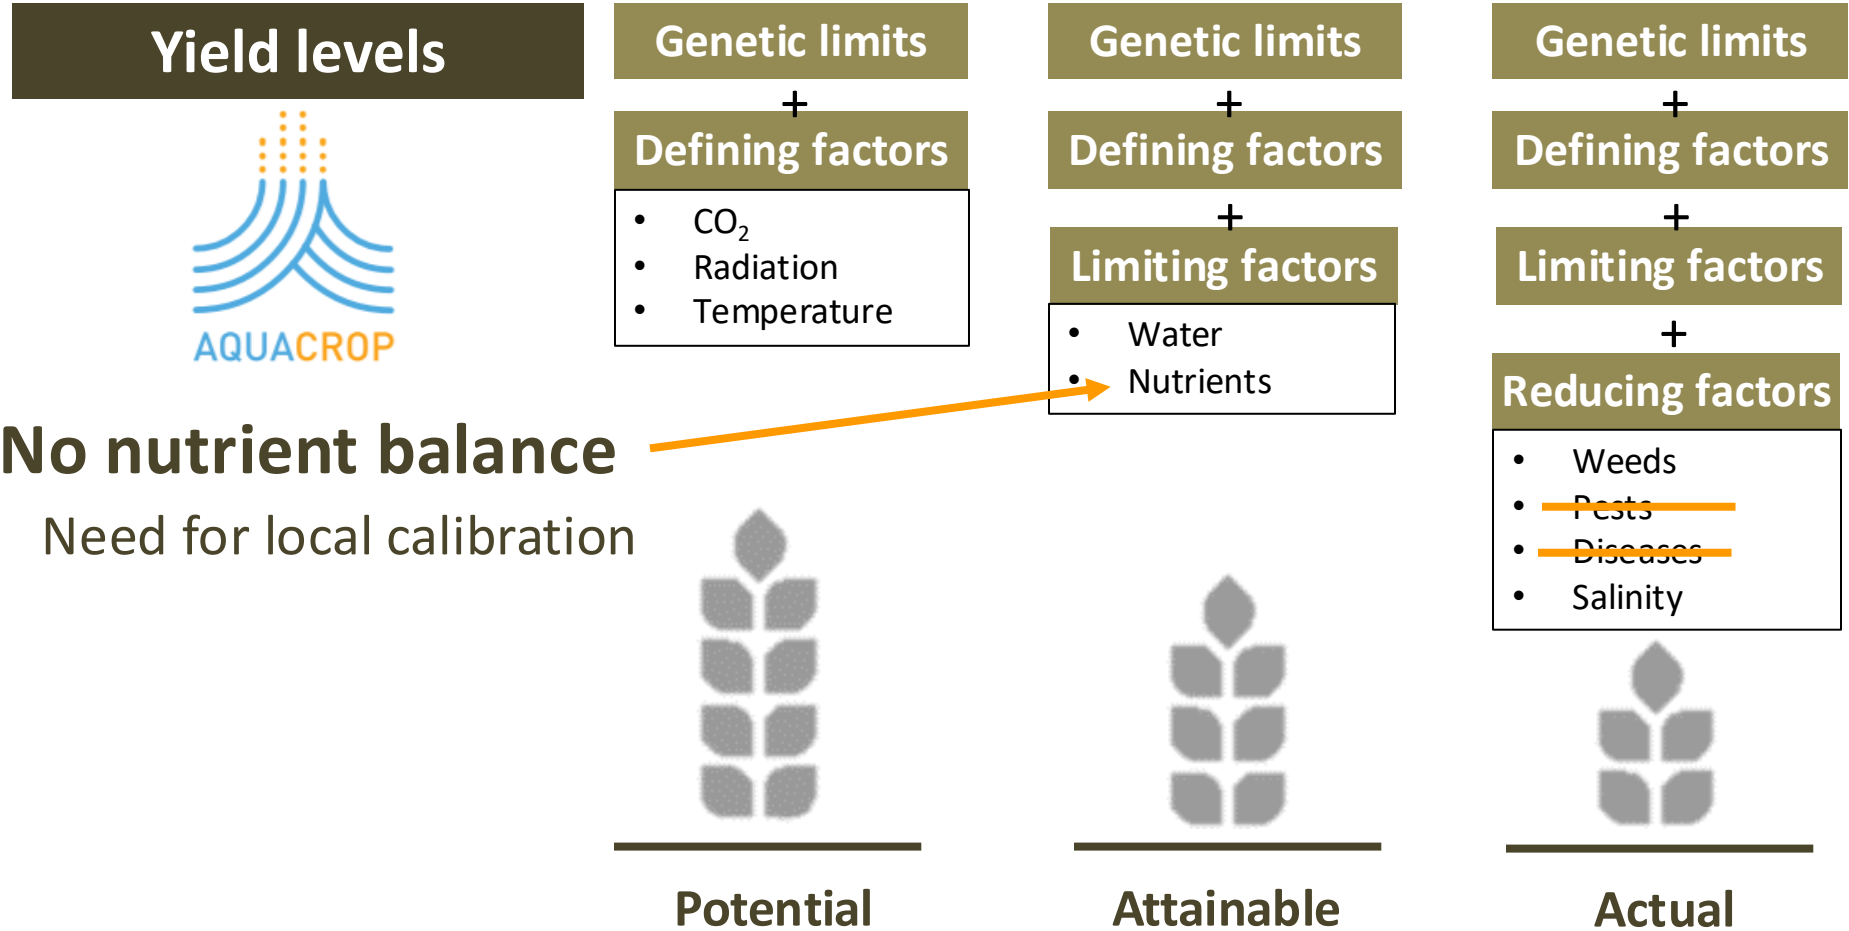 Yield levels
AQUACROP
No nutrient balance
Need for local calibration
Genetic limits
+
Defining factors
• CO₂
• Radiation
• Temperature
Potential
Genetic limits
+
Defining factors
+
Limiting factors
• Water
• Nutrients
Attainable
Genetic limits
+
Defining factors
+
Limiting factors
+
Reducing factors
• Weeds
• Pests
• Diseases
• Salinity
Actual